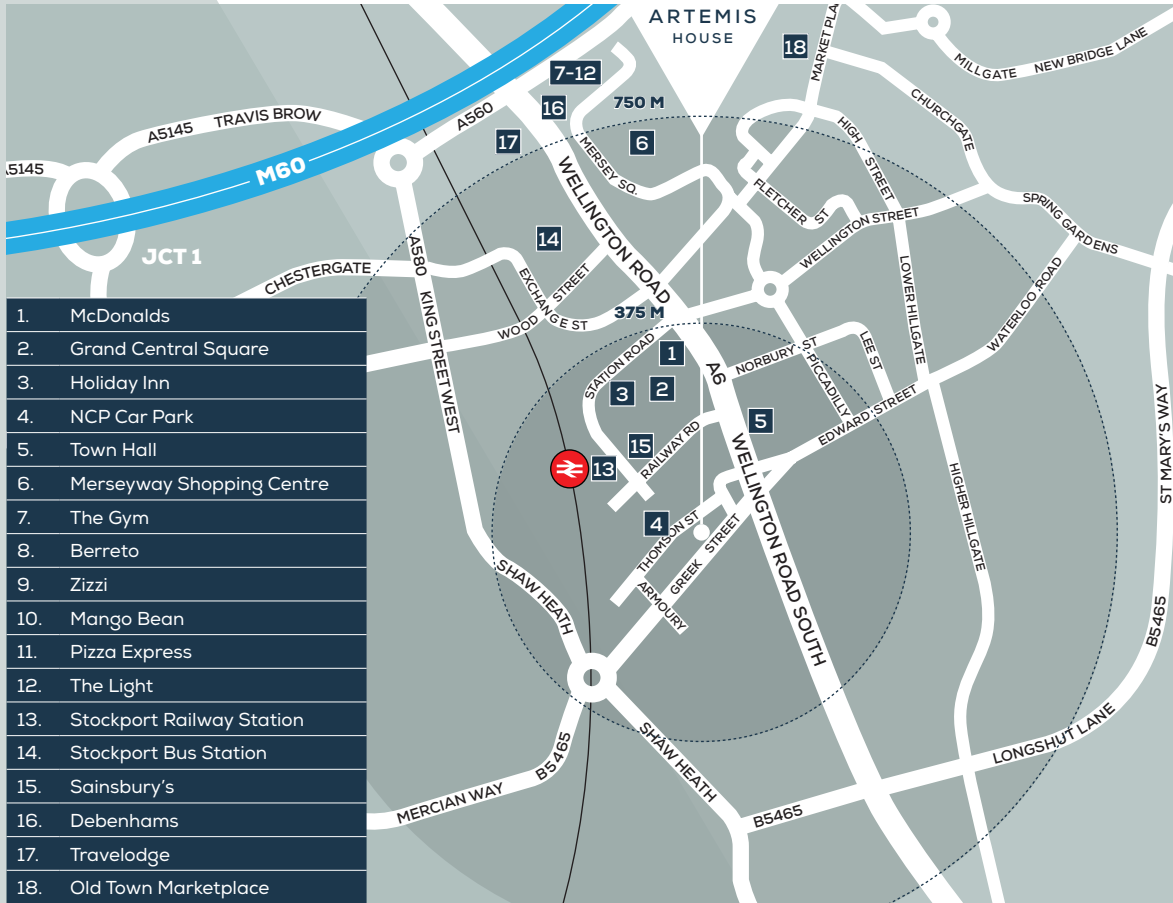 ARTEMIS
HOUSE
18
MARKET PLA
MILLGATE
NEW BRIDGE LANE
7-12
750 M
16
A560
TRAVIS BROW
A5145
CHURCHGATE
17
6
HIGH STREET
MERSEY SQ.
A5145
M60
WELLINGTON ROAD
FLETCHER ST
SPRING GARDENS
WELLINGTON STREET
14
JCT 1
A580
CHESTERGATE
EXCHANGE ST
WOOD STREET
LOWER HILLGATE
WATERLOO ROAD
375 M
KING STREET WEST
STATION ROAD
1
A6
NORBURY ST
LEE ST
PICCADILLY
3
2
5
EDWARD STREET
15
RAILWAY RD
13
WELLINGTON ROAD SOUTH
HIGHER HILLGATE
ST MARY'S WAY
4
THOMSON ST
GREEK STREET
ARMOURY
SHAW HEATH
B5465
SHAW HEATH
B5465
MERCIAN WAY
LONGSHUT LANE
B5465
1. McDonalds
2. Grand Central Square
3. Holiday Inn
4. NCP Car Park
5. Town Hall
6. Merseyway Shopping Centre
7. The Gym
8. Berreto
9. Zizzi
10. Mango Bean
11. Pizza Express
12. The Light
13. Stockport Railway Station
14. Stockport Bus Station
15. Sainsbury's
16. Debenhams
17. Travelodge
18. Old Town Marketplace